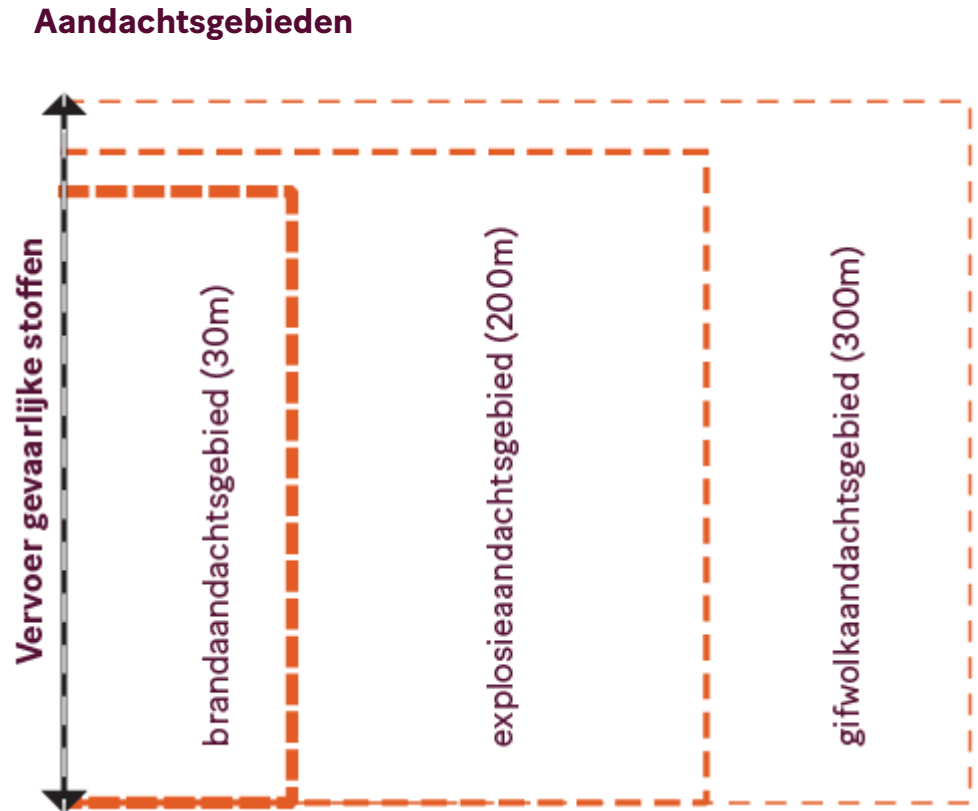 Aandachtsgebieden
Vervoer gevaarlijke stoffen
brandaandachtsgebied (30m)
explosieaandachtsgebied (200m)
gifwolkaandachtsgebied (300m)